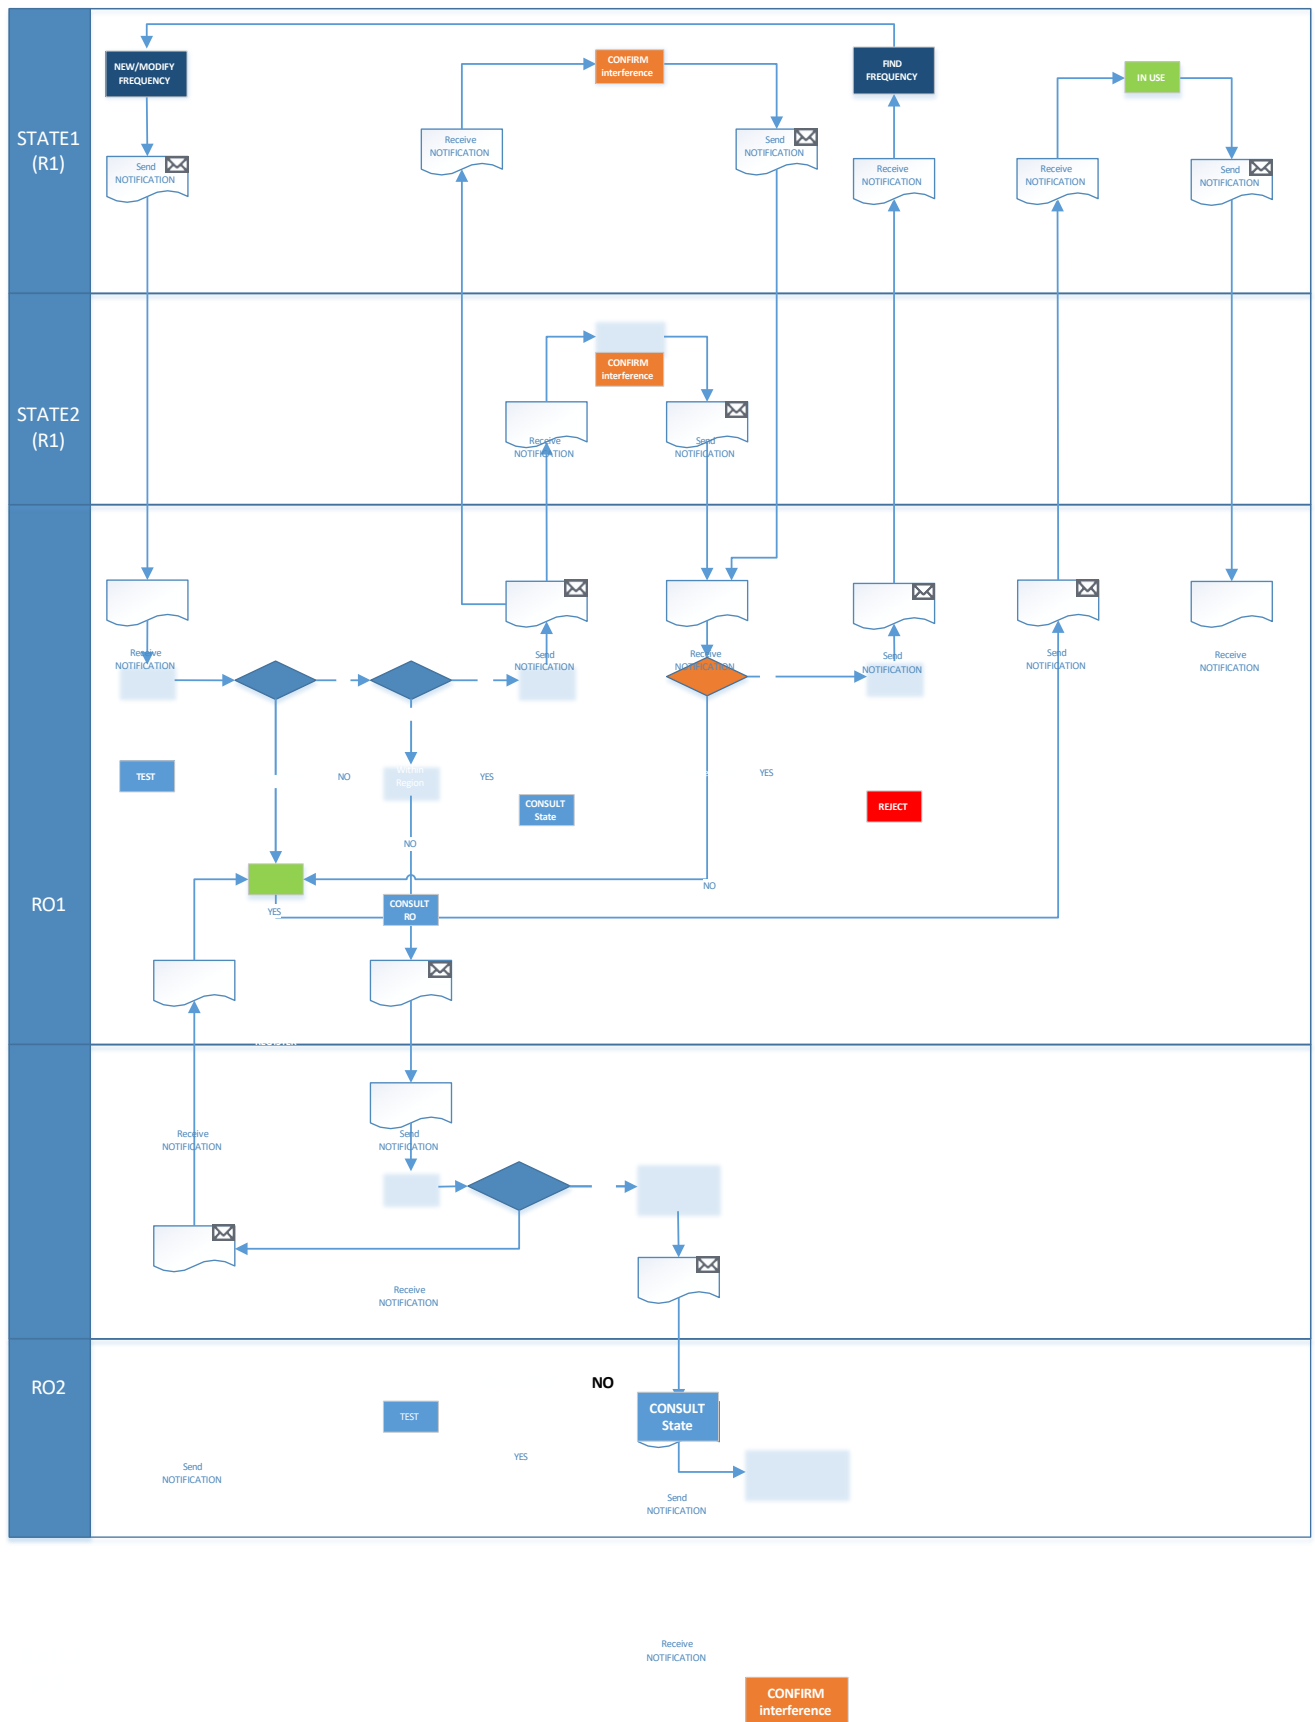 NEW/MODIFY
FREQUENCY
CONFIRM
interference
FIND
FREQUENCY
IN USE
STATE1
(R1)
Send
NOTIFICATION
Receive
NOTIFICATION
Send
NOTIFICATION
Receive
NOTIFICATION
Receive
NOTIFICATION
Send
NOTIFICATION
CONFIRM
interference
STATE2
(R1)
Receive
NOTIFICATION
Send
NOTIFICATION
Receive
NOTIFICATION
Send
NOTIFICATION
Receive
NOTIFICATION
Send
NOTIFICATION
Send
NOTIFICATION
Receive
NOTIFICATION
TEST
NO
Within
Region
YES
YES
CONSULT
State
REJECT
NO
NO
RO1
CONSULT
RO
YES
REGISTER
Receive
NOTIFICATION
Send
NOTIFICATION
Receive
NOTIFICATION
RO2
NO
TEST
CONSULT
State
YES
Send
NOTIFICATION
Send
NOTIFICATION
Receive
NOTIFICATION
CONFIRM
interference